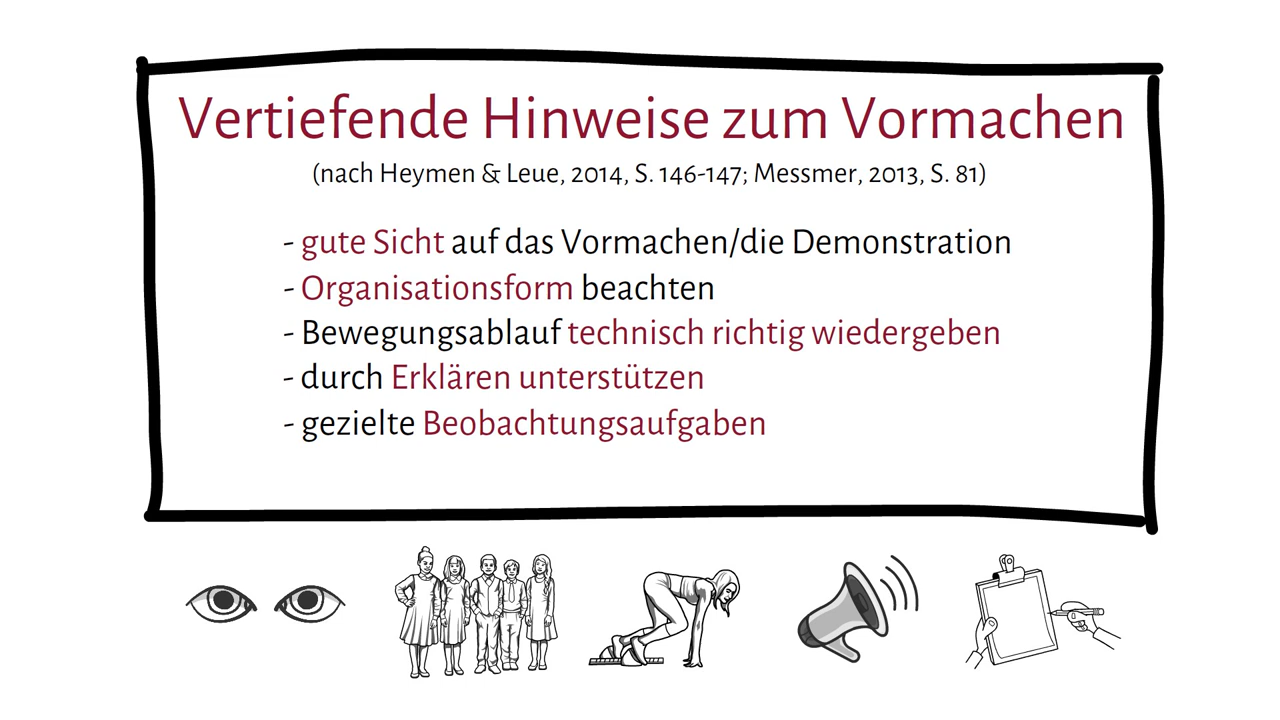 Vertiefende Hinweise zum Vormachen
(nach Heymen & Leue, 2014, S. 146-147; Messmer, 2013, S. 81)
- gute Sicht auf das Vormachen/die Demonstration
- Organisationsform beachten
- Bewegungsablauf technisch richtig wiedergeben
- durch Erklären unterstützen
- gezielte Beobachtungsaufgaben